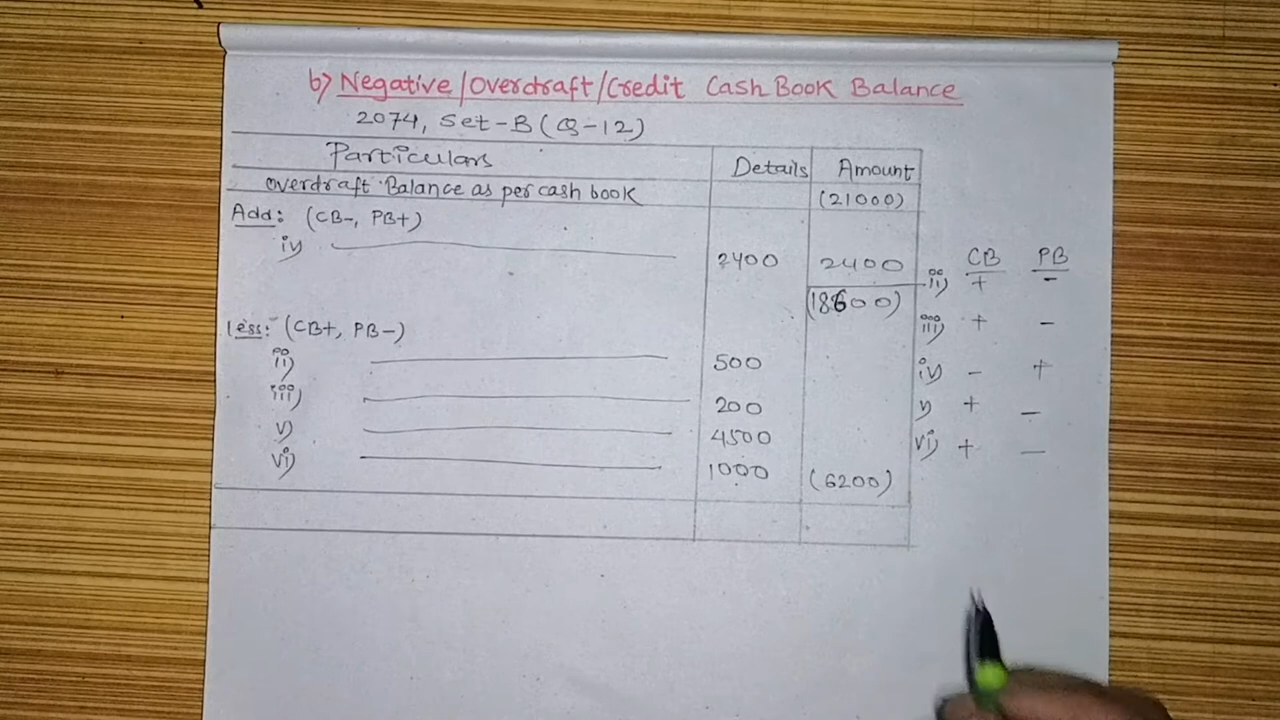 b) Negative/Overdraft/Credit Cash Book Balance
2074, Set-B (Q-12)
Particulars Details Amount
Overdraft Balance as per cash book (21000)
Add: (CB-, PB+)
iv) 2400 2400
(18600)
Less: (CB+, PB-)
ii) 500
iii) 200
v) 4500
vi) 1000 (6200)
CB PB
ii) + -
iii) + -
iv) - +
v) + -
vi) + -